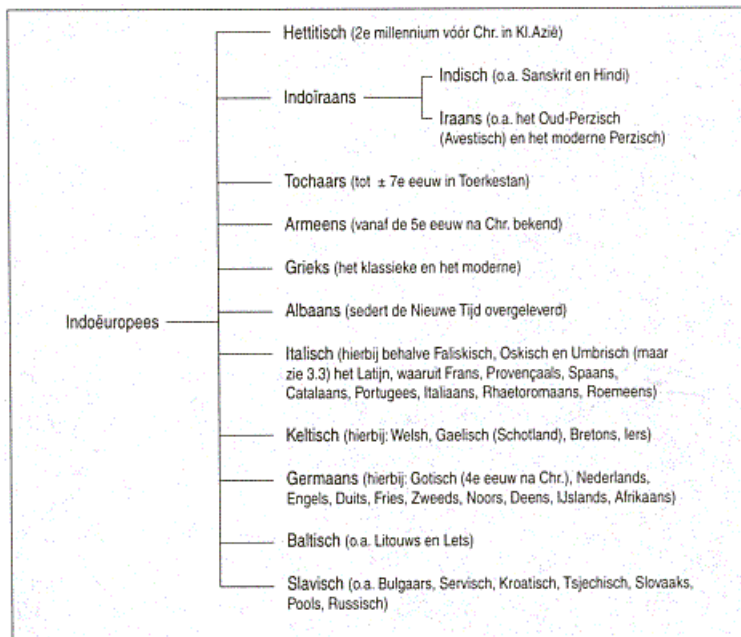 Hettitisch (2e millennium vóór Chr. in Kl.Azië)
Indisch (o.a. Sanskrit en Hindi)
Indoïraans
Iraans (o.a. het Oud-Perzisch
(Avestisch) en het moderne Perzisch)
Tochaars (tot ± 7e eeuw in Toerkestan)
Armeens (vanaf de 5e eeuw na Chr. bekend)
Grieks (het klassieke en het moderne)
Indoëuropees
Albaans (sedert de Nieuwe Tijd overgeleverd)
Italisch (hierbij behalve Faliskisch, Oskisch en Umbrisch (maar
zie 3.3) het Latijn, waaruit Frans, Provençaals, Spaans,
Catalaans, Portugees, Italiaans, Rhaetoromaans, Roemeens)
Keltisch (hierbij: Welsh, Gaelisch (Schotland), Bretons, Iers)
Germaans (hierbij: Gotisch (4e eeuw na Chr.), Nederlands,
Engels, Duits, Fries, Zweeds, Noors, Deens, IJslands, Afrikaans)
Baltisch (o.a. Litouws en Lets)
Slavisch (o.a. Bulgaars, Servisch, Kroatisch, Tsjechisch, Slovaaks,
Pools, Russisch)